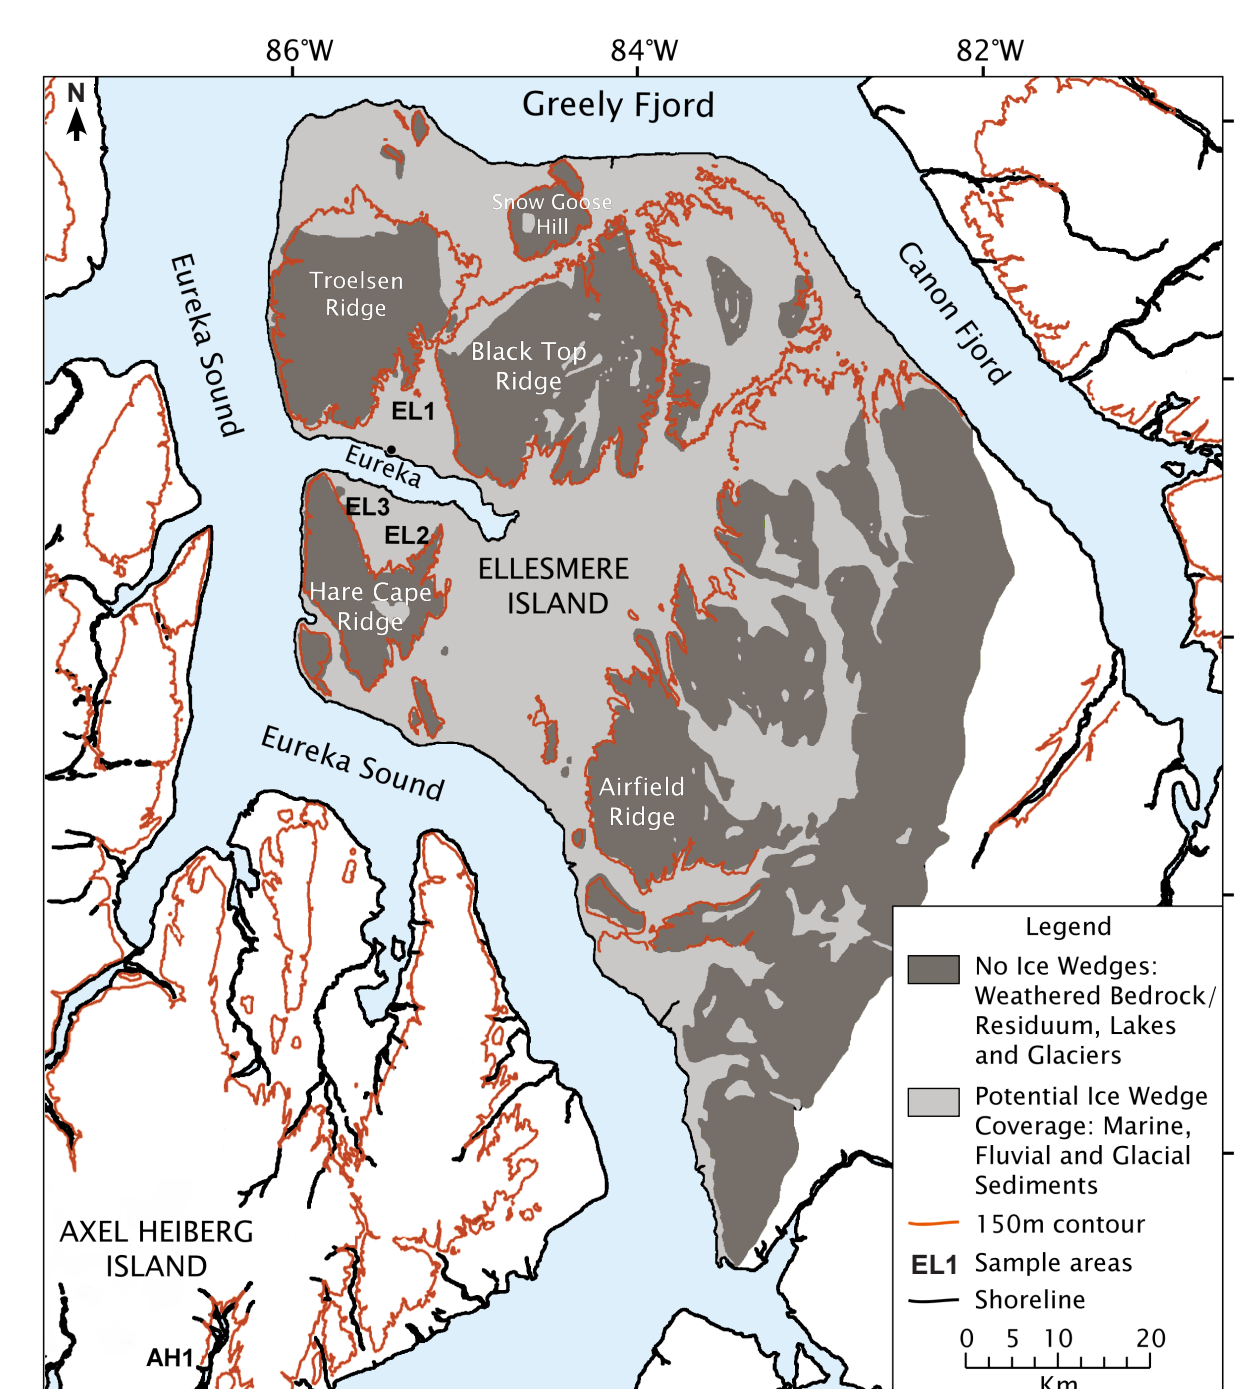 86°W 84°W 82°W
N
Greely Fjord
Snow Goose
Hill
Eureka Sound
Canon Fjord
Troelsen
Ridge
Black Top
Ridge
EL1
Eureka
EL3
EL2
ELLESMERE
ISLAND
Hare Cape
Ridge
Eureka Sound
Airfield
Ridge
AXEL HEIBERG
ISLAND
AH1
Legend
No Ice Wedges:
Weathered Bedrock/
Residuum, Lakes
and Glaciers
Potential Ice Wedge
Coverage: Marine,
Fluvial and Glacial
Sediments
150m contour
EL1 Sample areas
Shoreline
0 5 10 20
Km